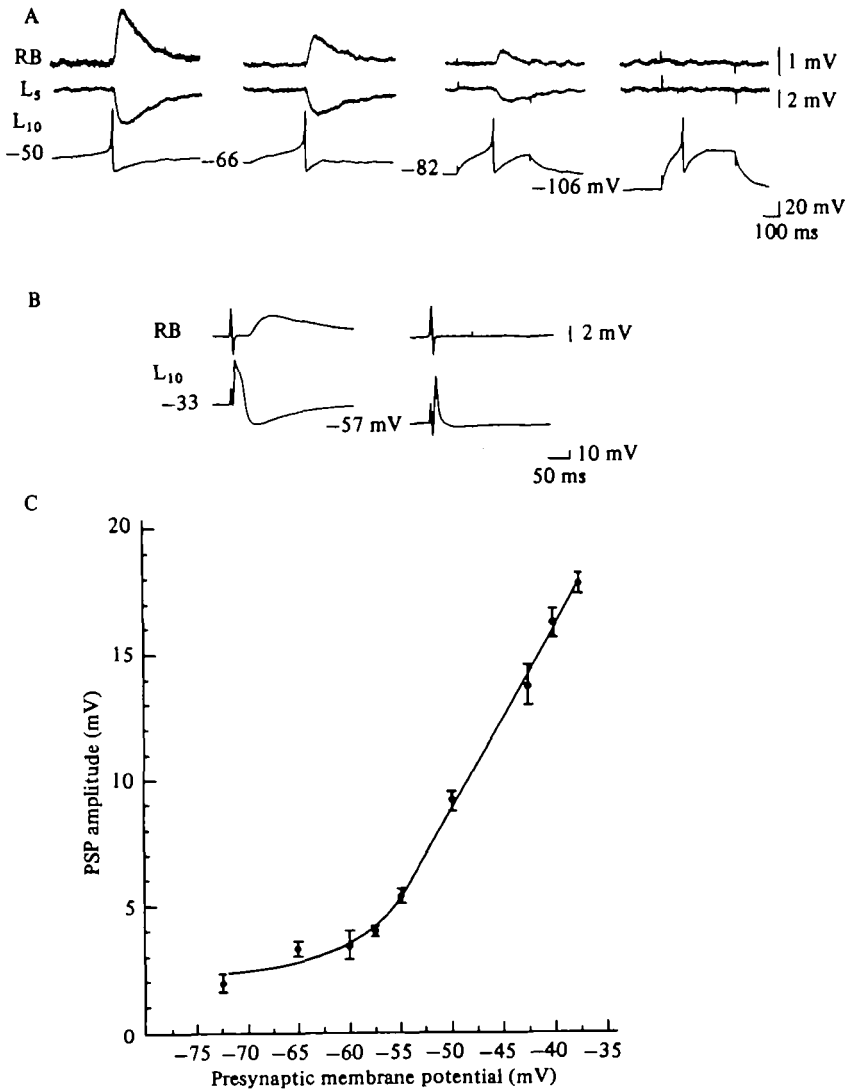 A
RB
1 mV
L5
2 mV
L10
−50
−66
−82
−106 mV
20 mV
100 ms
B
RB
2 mV
L10
−33
−57 mV
10 mV
50 ms
C
20
15
10
5
0
PSP amplitude (mV)
−75 −70 −65 −60 −55 −50 −45 −40 −35
Presynaptic membrane potential (mV)